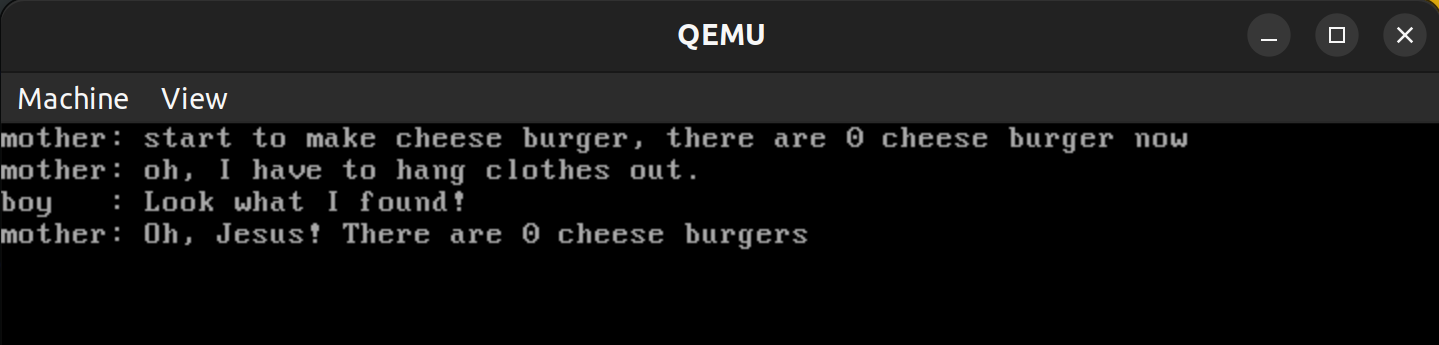 QEMU
Machine View
mother: start to make cheese burger, there are 0 cheese burger now
mother: oh, I have to hang clothes out.
boy   : Look what I found!
mother: Oh, Jesus! There are 0 cheese burgers